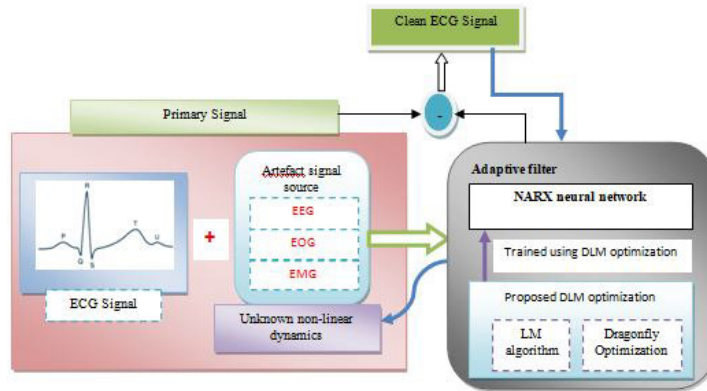 Clean ECG Signal
Primary Signal
-
Artefact signal
source
Adaptive filter
NARX neural network
R
P
T
U
Q
S
+
EEG
EOG
EMG
Trained using DLM optimization
ECG Signal
Unknown non-linear
dynamics
Proposed DLM optimization
LM
algorithm
Dragonfly
Optimization